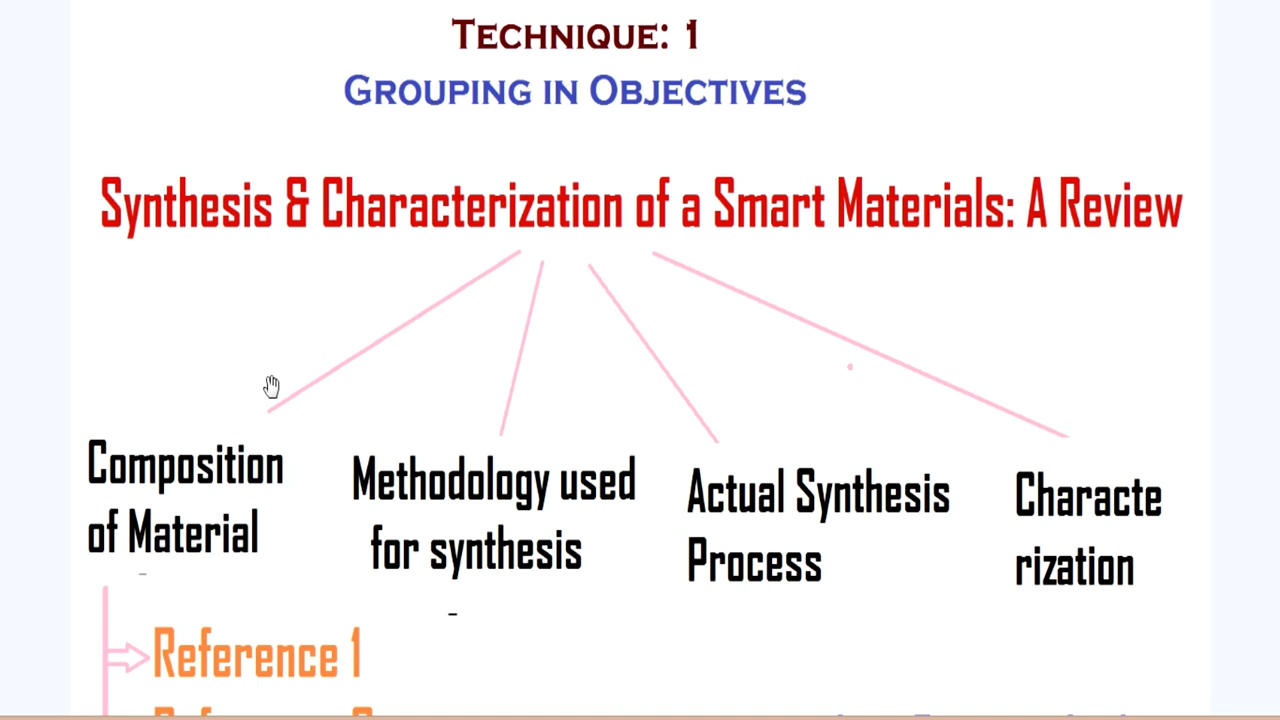 TECHNIQUE: 1
GROUPING IN OBJECTIVES
Synthesis & Characterization of a Smart Materials: A Review
Composition
of Material
Methodology used
for synthesis
Actual Synthesis
Process
Characte
rization
Reference 1